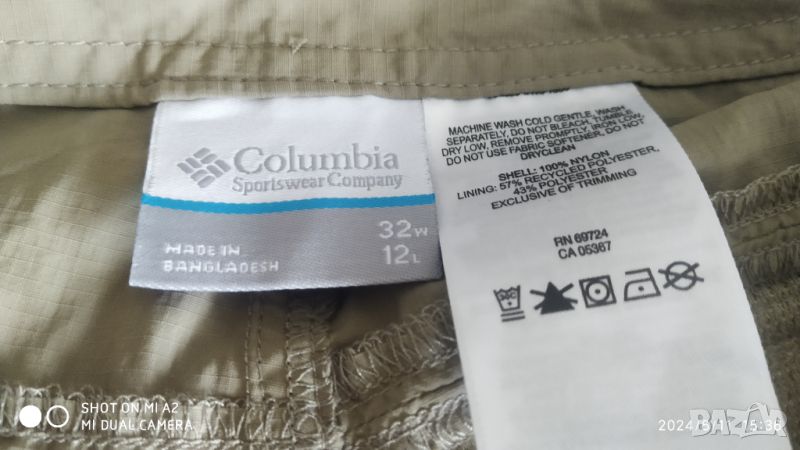 Columbia
Sportswear Company
32W
12L
MADE IN
BANGLADESH
MACHINE WASH COLD GENTLE, WASH
SEPARATELY, DO NOT BLEACH, TUMBLE
DRY LOW, REMOVE PROMPTLY, IRON LOW,
DO NOT USE FABRIC SOFTENER, DO NOT
DRYCLEAN
SHELL: 100% NYLON
LINING: 57% RECYCLED POLYESTER,
43% POLYESTER
EXCLUSIVE OF TRIMMING
RN 69724
CA 05367
SHOT ON MI A2
MI DUAL CAMERA
BAZAR